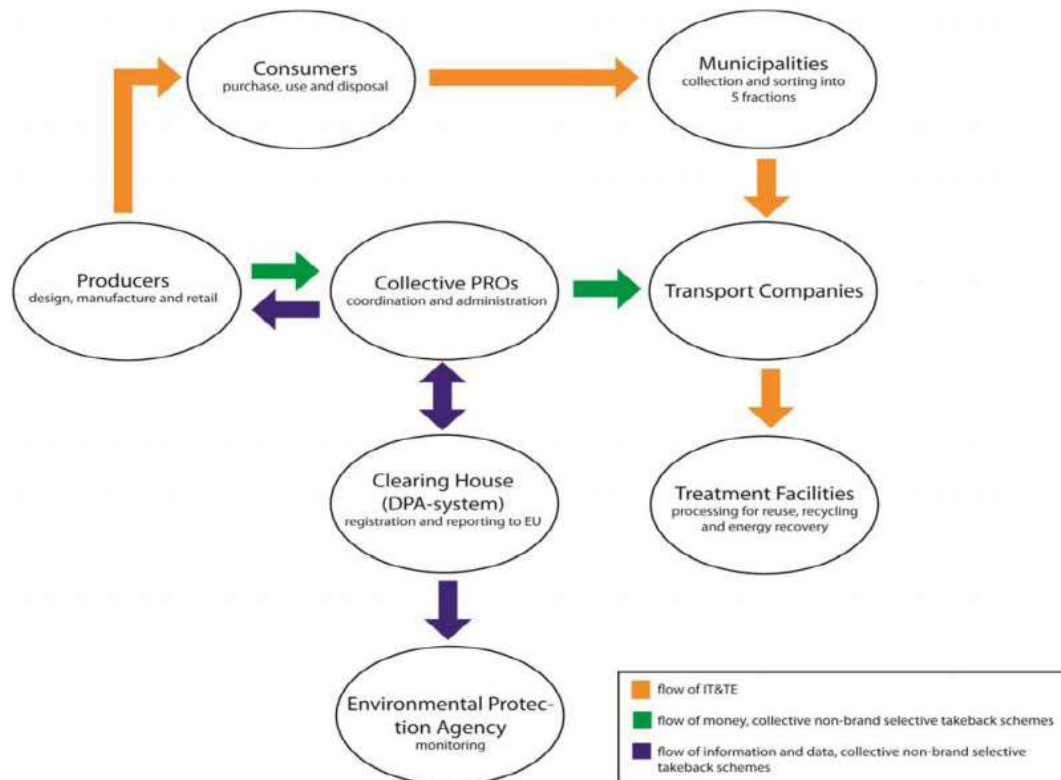 Consumers
purchase, use and disposal
Municipalities
collection and sorting into
5 fractions
Producers
design, manufacture and retail
Collective PROs
coordination and administration
Transport Companies
Clearing House
(DPA-system)
registration and reporting to EU
Treatment Facilities
processing for reuse, recycling
and energy recovery
Environmental Protec-
tion Agency
monitoring
flow of IT&TE
flow of money, collective non-brand selective takeback schemes
flow of information and data, collective non-brand selective
takeback schemes